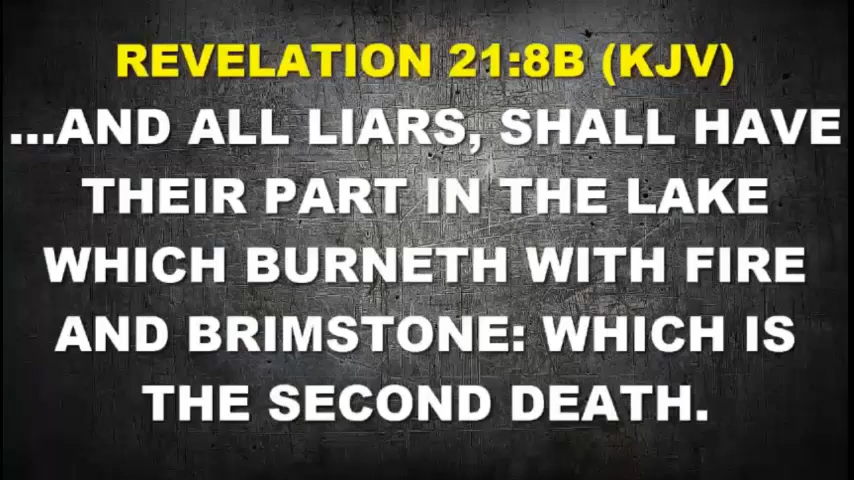 REVELATION 21:8B (KJV)
...AND ALL LIARS, SHALL HAVE
THEIR PART IN THE LAKE
WHICH BURNETH WITH FIRE
AND BRIMSTONE: WHICH IS
THE SECOND DEATH.